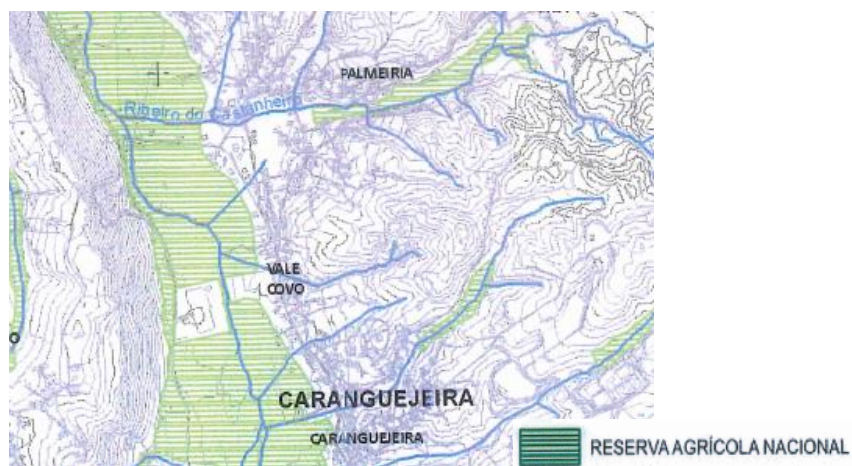 PALMEIRIA
Ribeiro do Castanheiro
VALE
COVO
CARANGUEJEIRA
CARANGUEJEIRA
RESERVA AGRÍCOLA NACIONAL